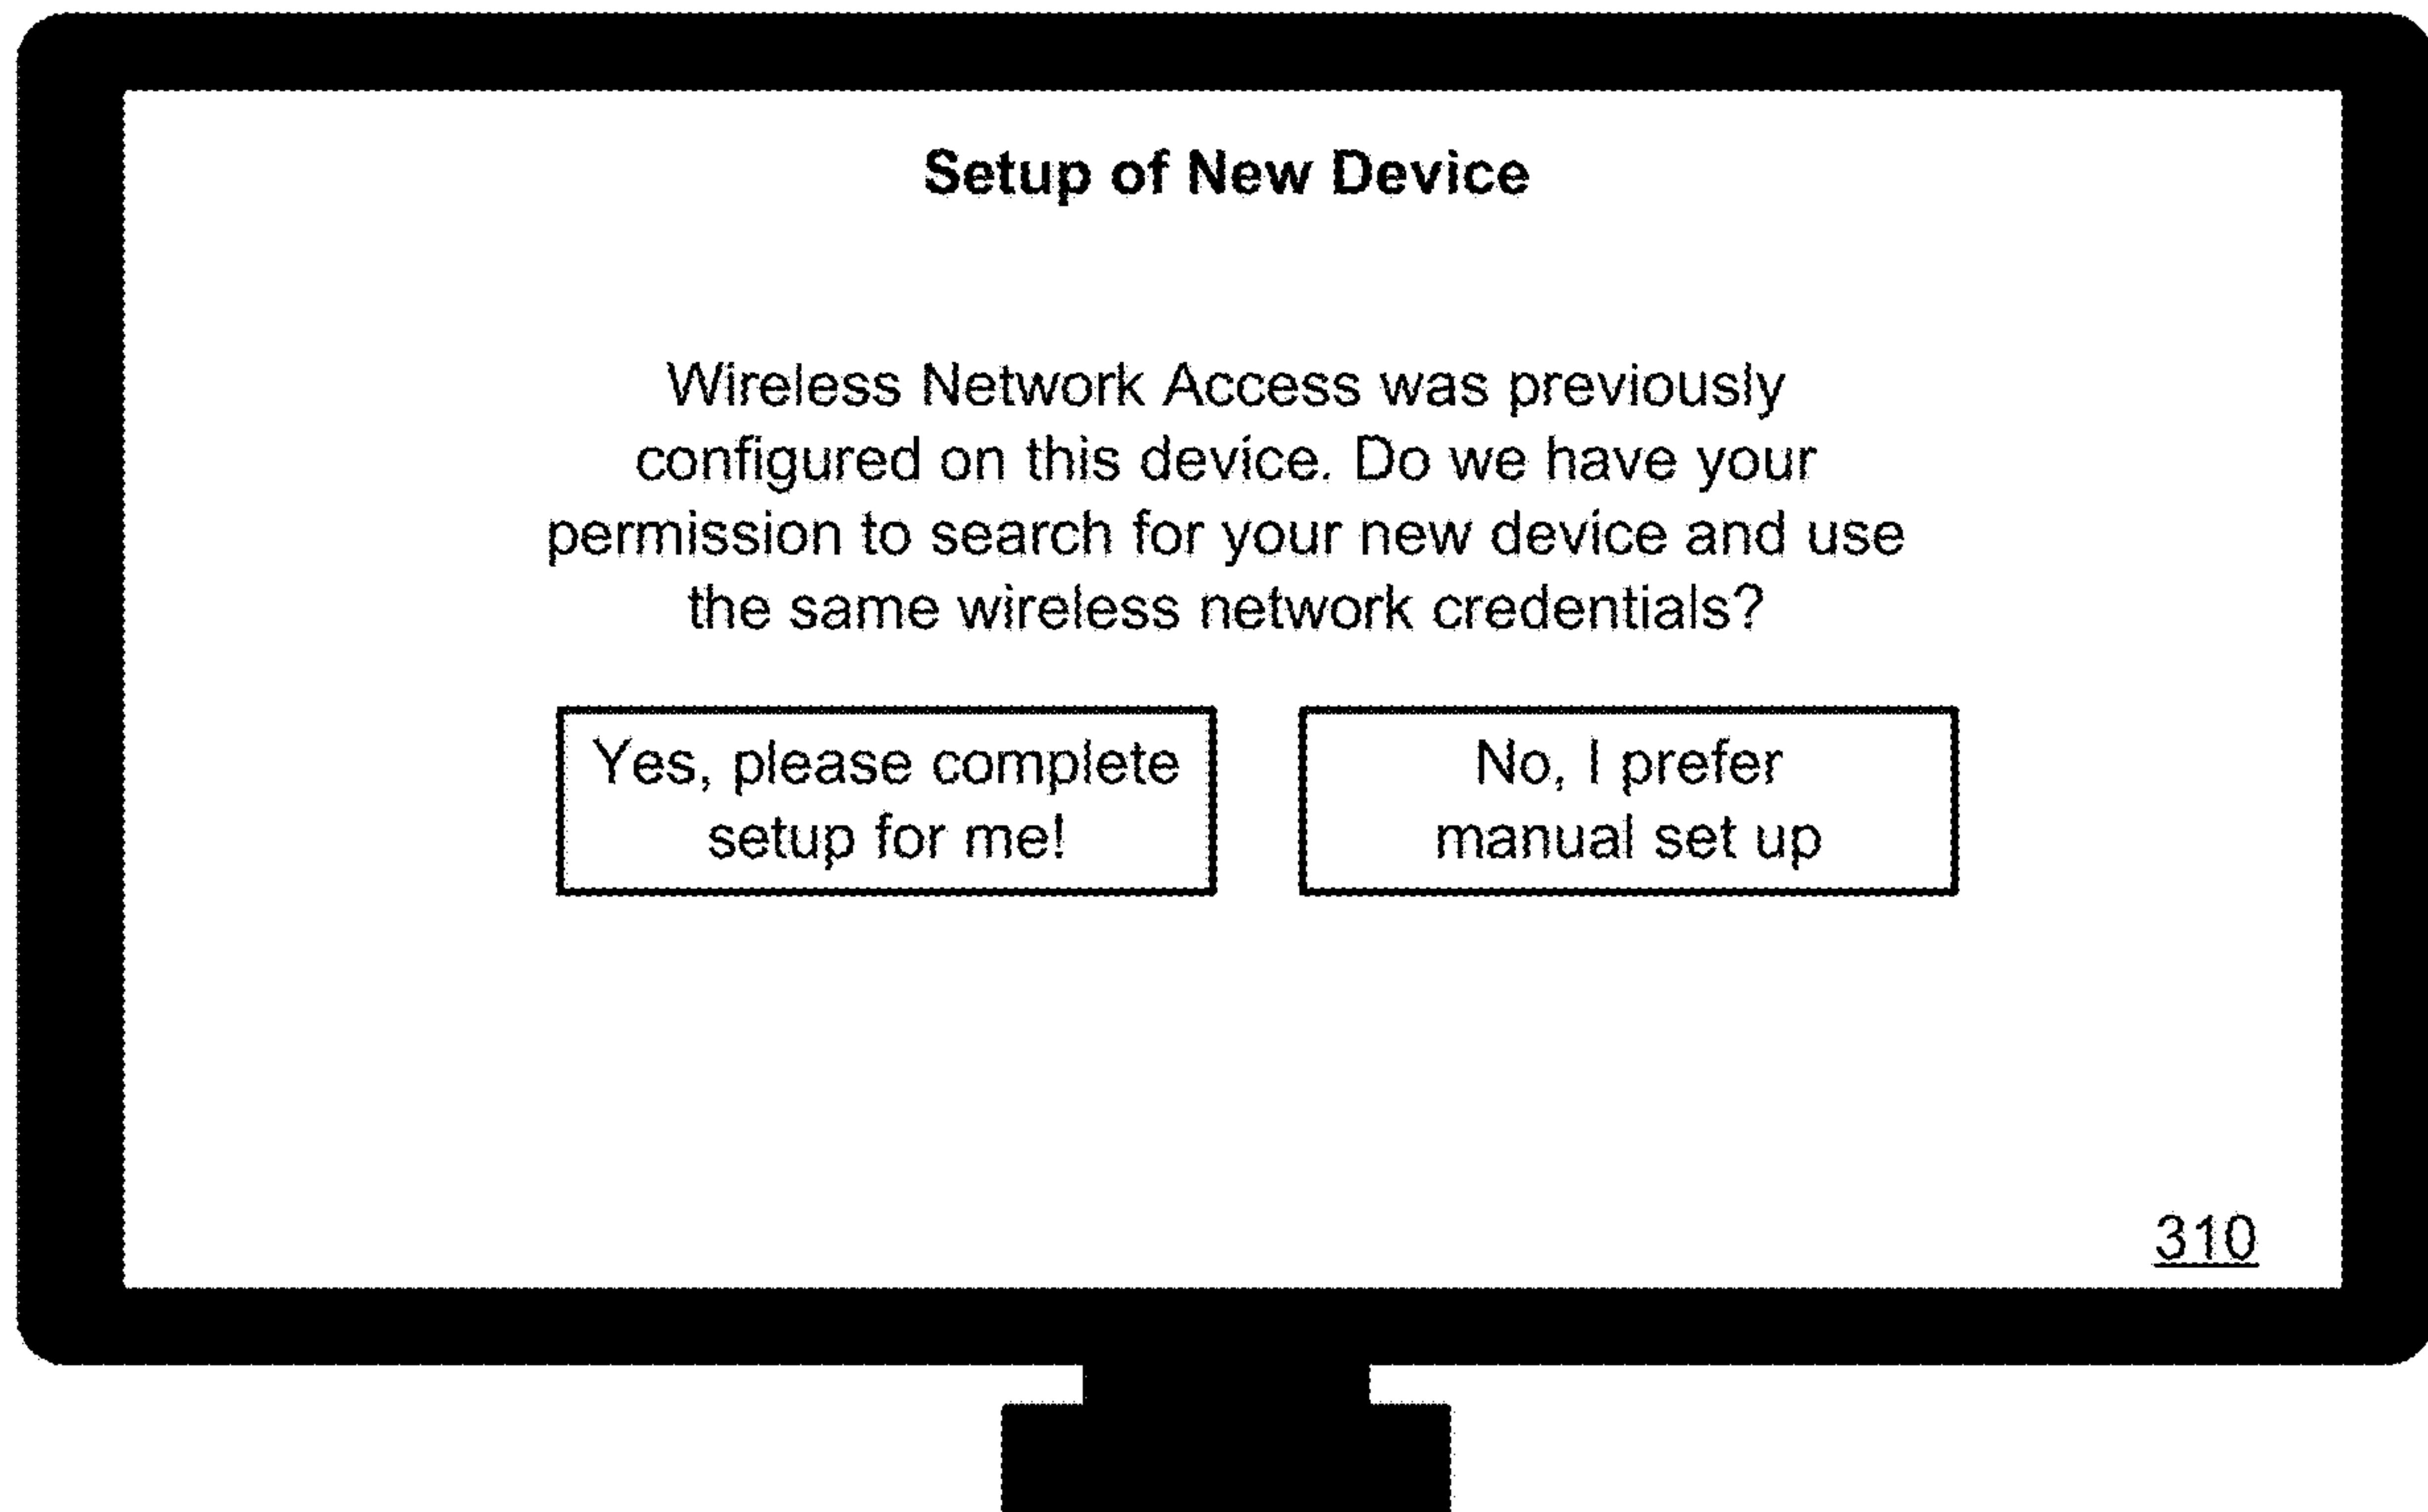 Setup of New Device
Wireless Network Access was previously
configured on this device. Do we have your
permission to search for your new device and use
the same wireless network credentials?
Yes, please complete
setup for me!
No, I prefer
manual set up
310